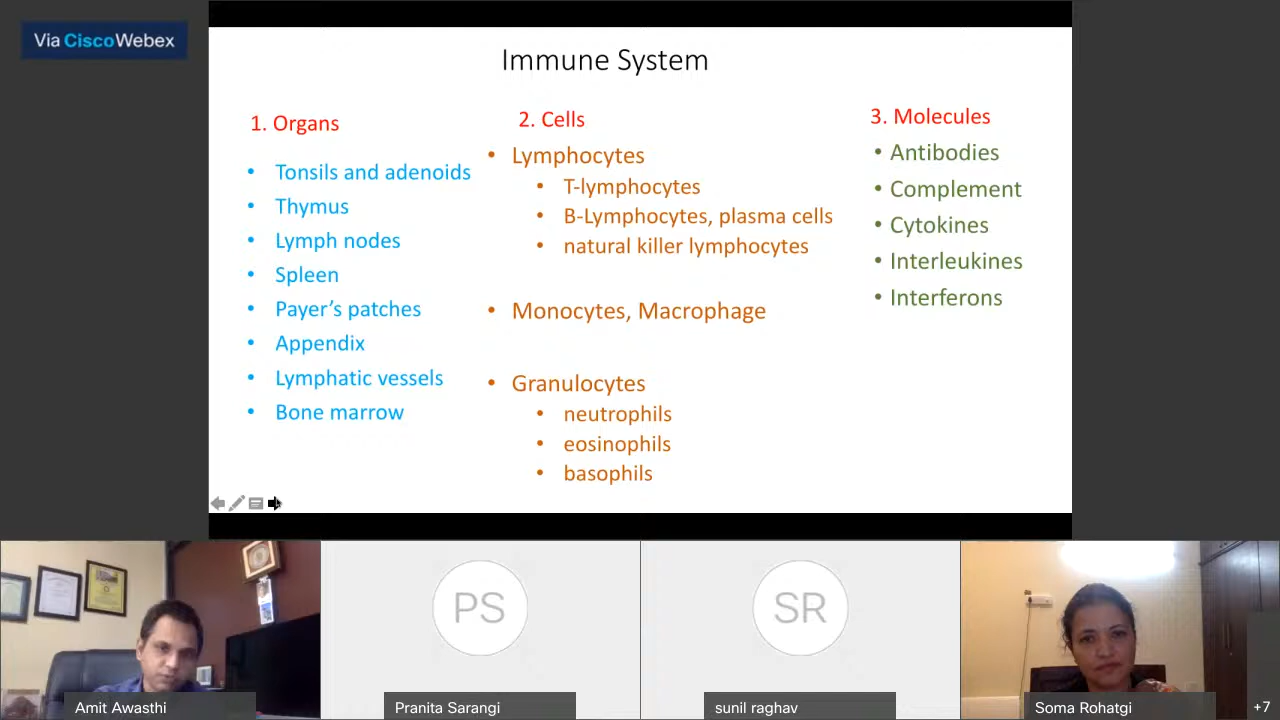 Via Cisco Webex
Immune System
1. Organs
• Tonsils and adenoids
• Thymus
• Lymph nodes
• Spleen
• Payer's patches
• Appendix
• Lymphatic vessels
• Bone marrow
2. Cells
• Lymphocytes
• T-lymphocytes
• B-Lymphocytes, plasma cells
• natural killer lymphocytes
• Monocytes, Macrophage
• Granulocytes
• neutrophils
• eosinophils
• basophils
3. Molecules
• Antibodies
• Complement
• Cytokines
• Interleukines
• Interferons
PS
SR
Amit Awasthi
Pranita Sarangi
sunil raghav
Soma Rohatgi
+7